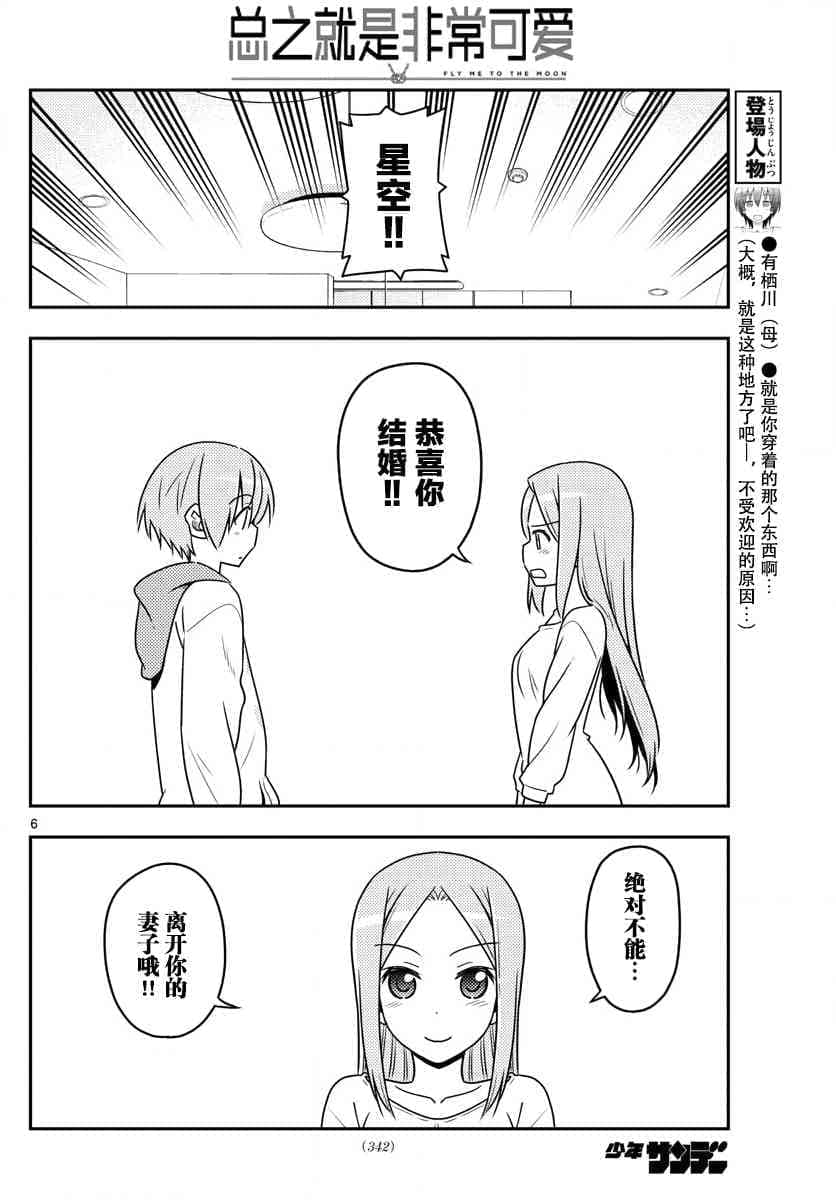 总之就是非常可爱
FLY ME TO THE MOON
とうじょうじんぶつ
登場人物
●有栖川（母）●就是你穿着的那个东西啊…
（大概，就是这种地方了吧—，不受欢迎的原因…）
星空!!
恭喜你
结婚!!
6
绝对不能…
离开你的
妻子哦!!
(342)
少年サンデー